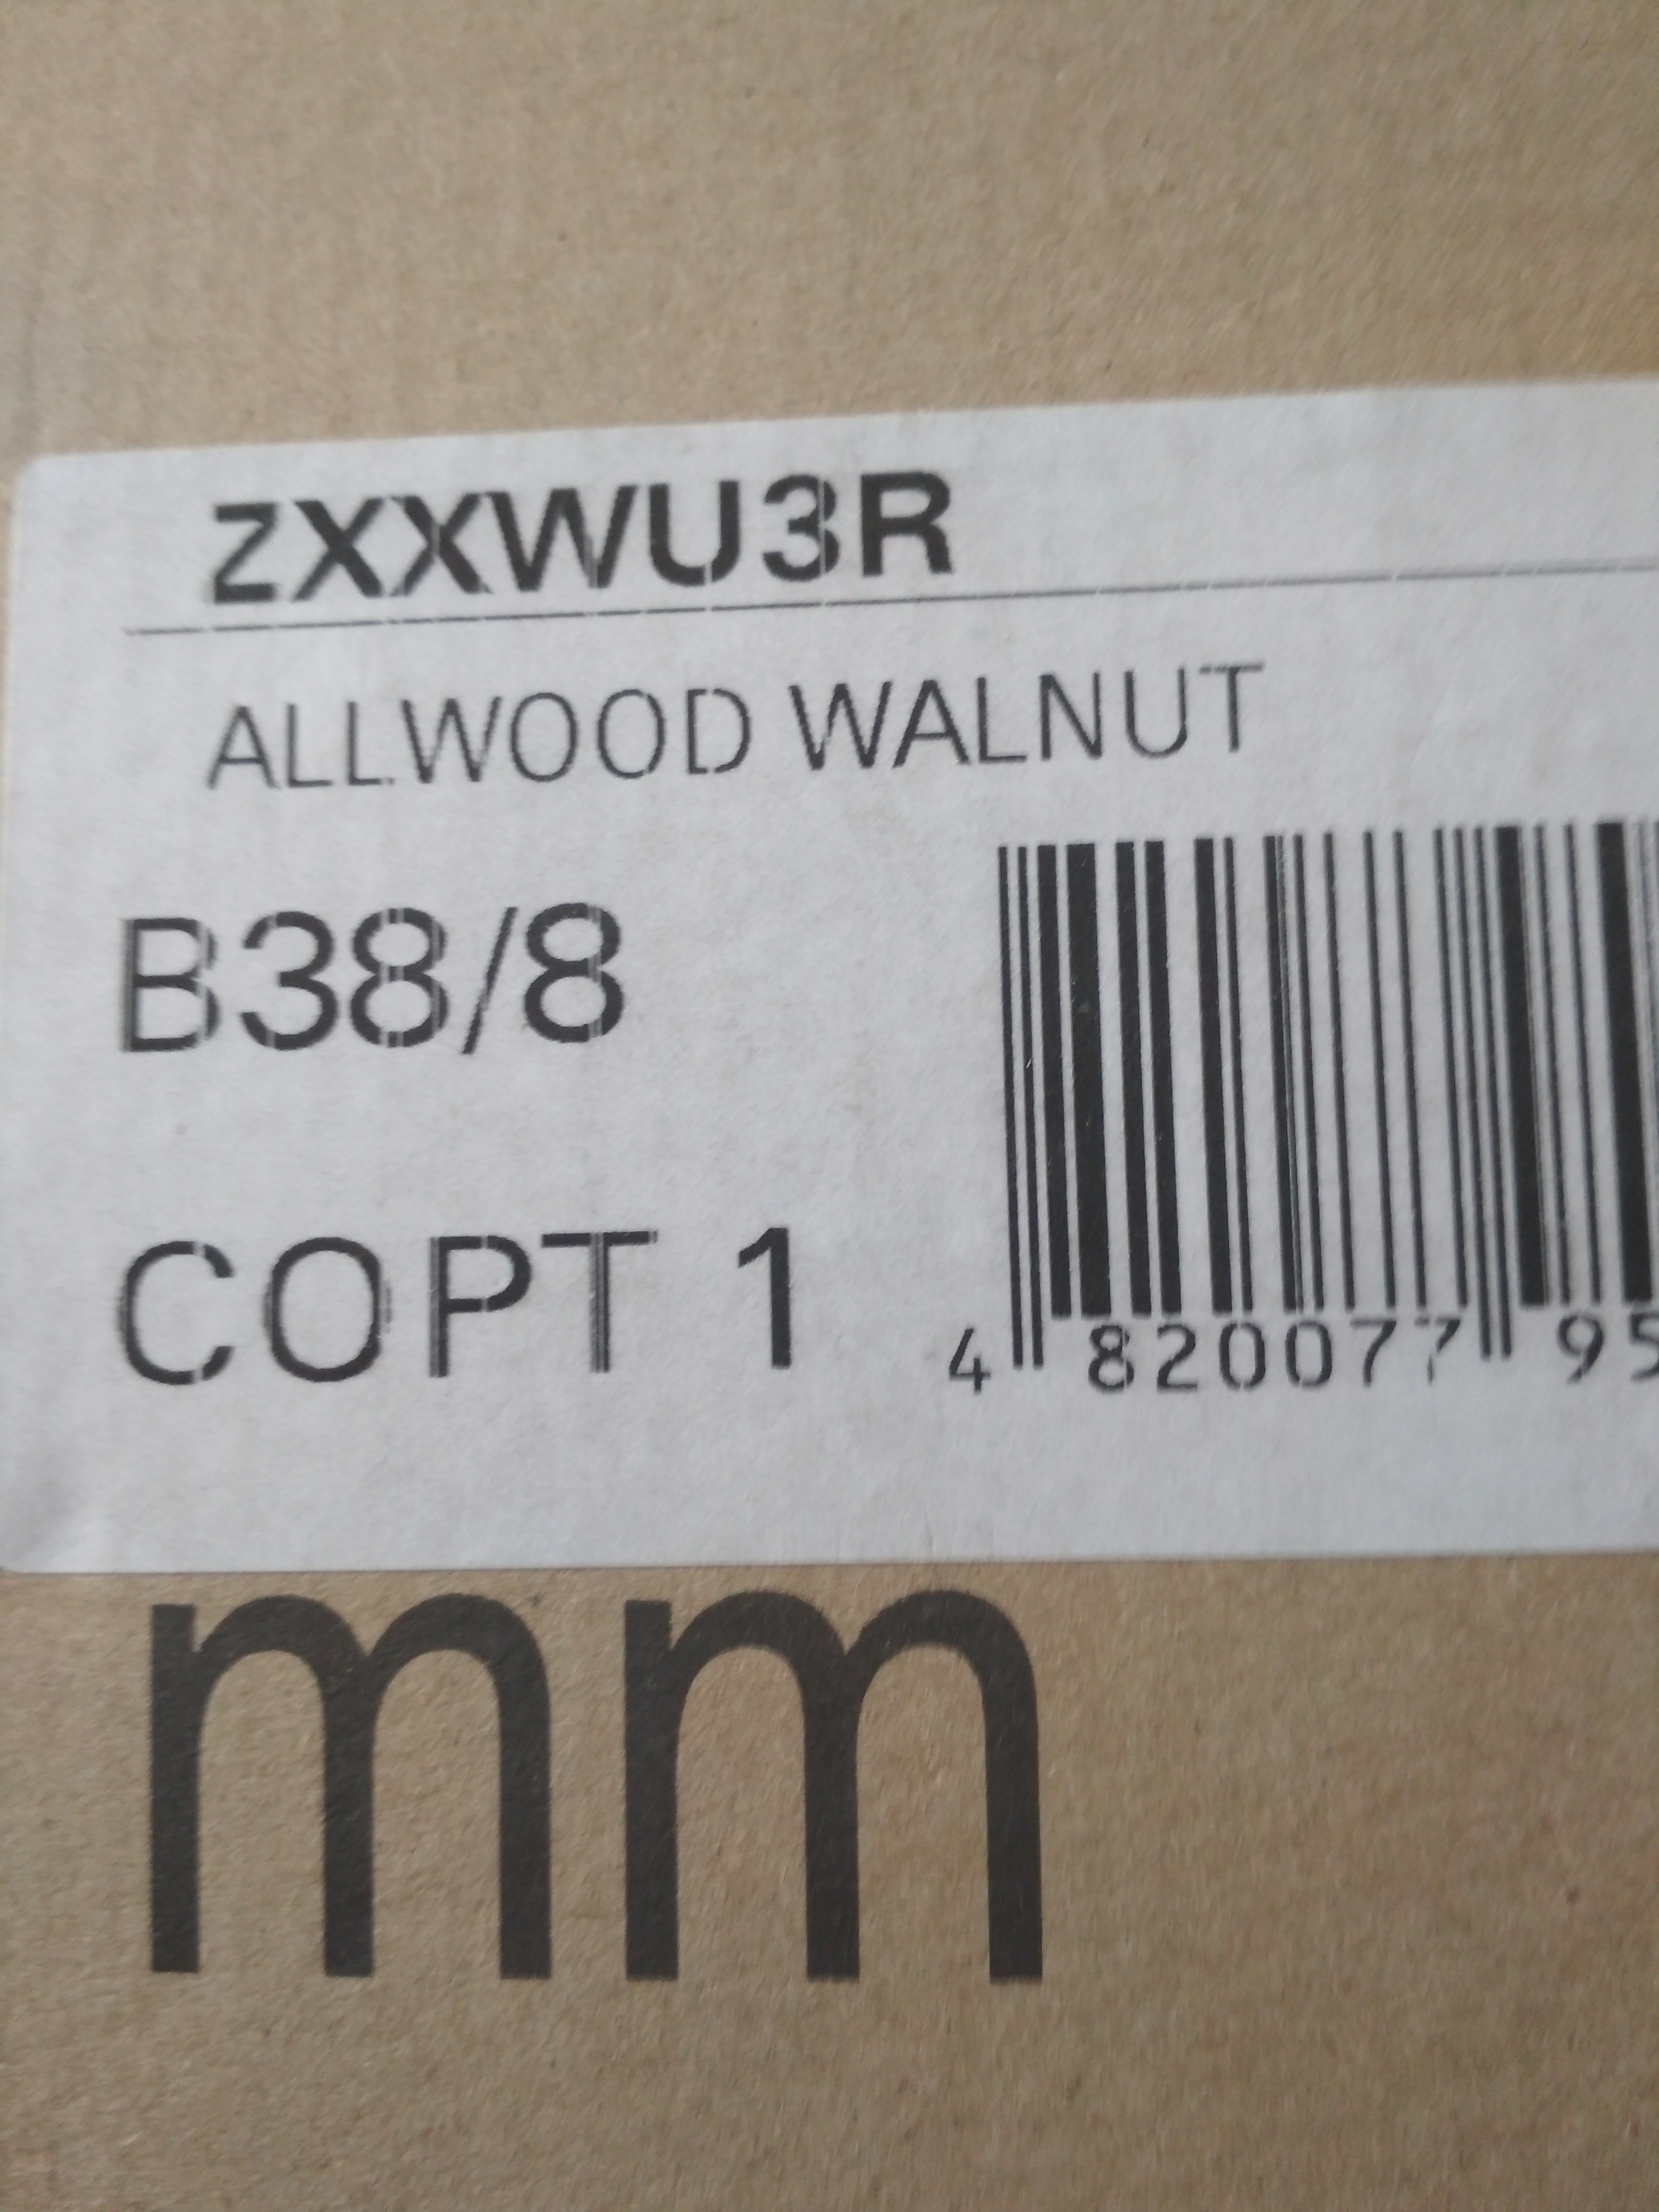 ZXXWU3R
ALLWOOD WALNUT
B38/8
COPT 1
4 820077 95
mm